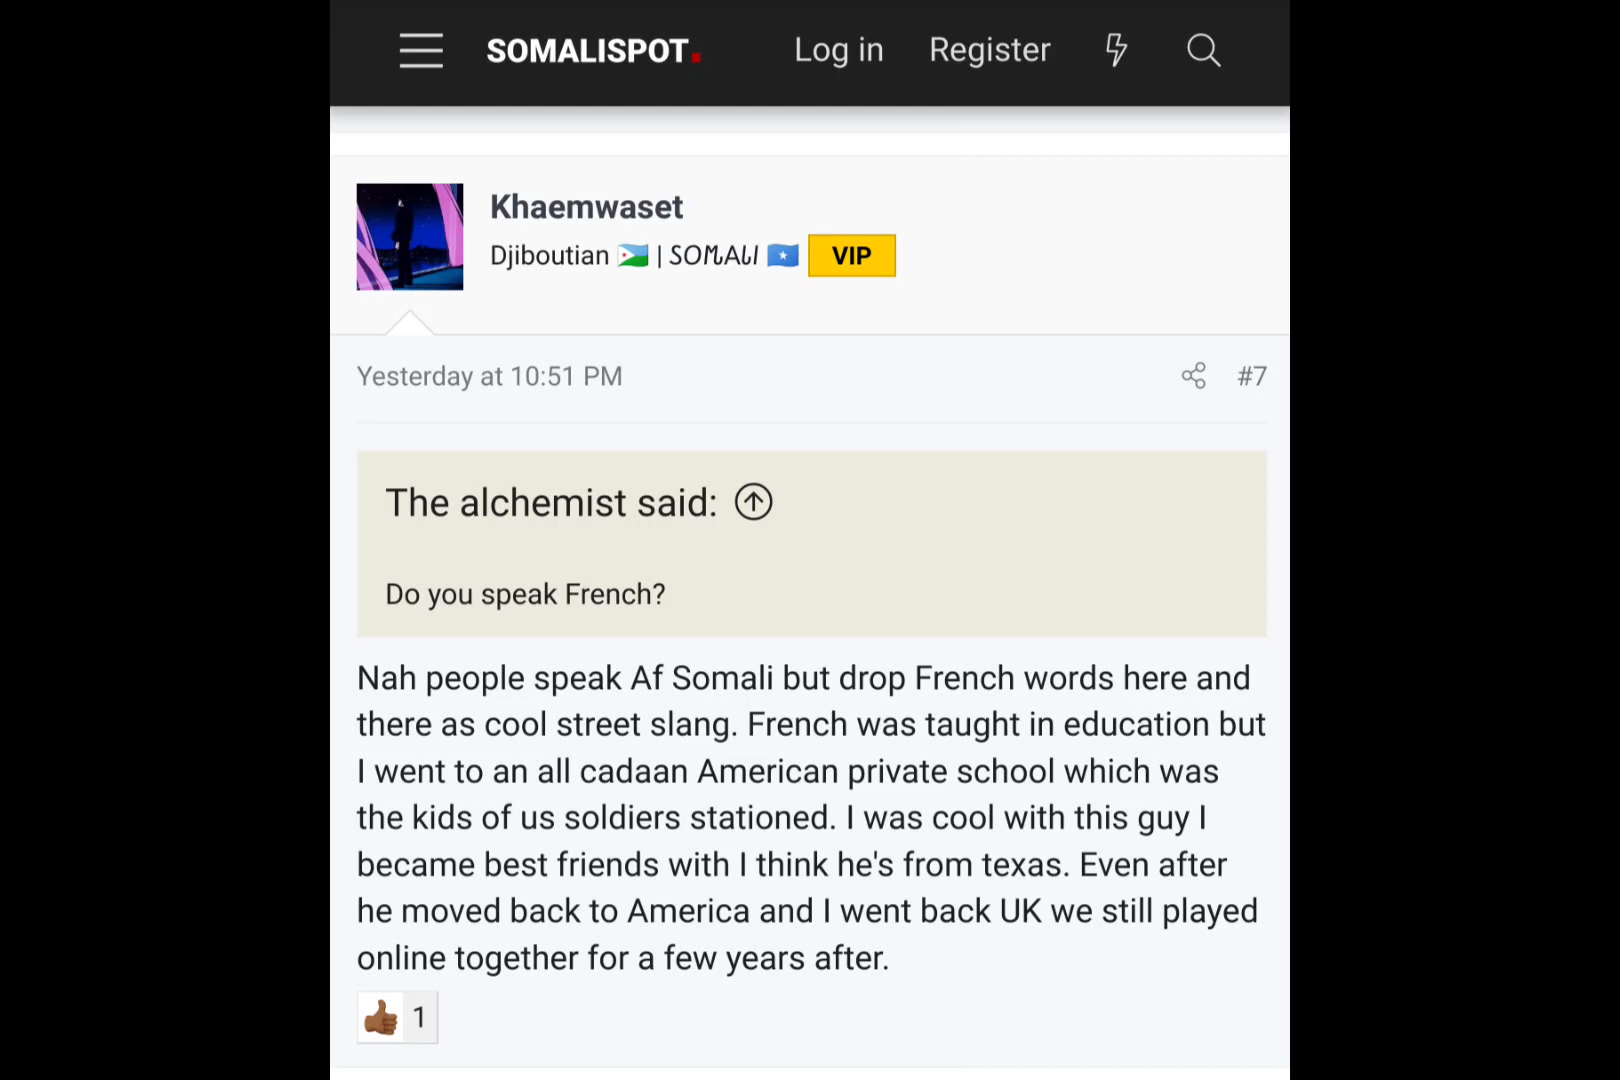 SOMALISPOT.
Log in
Register
Khaemwaset
Djiboutian 🇩🇯 | SOMALI 🇸🇴 VIP
Yesterday at 10:51 PM
#7
The alchemist said:
Do you speak French?
Nah people speak Af Somali but drop French words here and
there as cool street slang. French was taught in education but
I went to an all cadaan American private school which was
the kids of us soldiers stationed. I was cool with this guy I
became best friends with I think he's from texas. Even after
he moved back to America and I went back UK we still played
online together for a few years after.
👍🏾 1